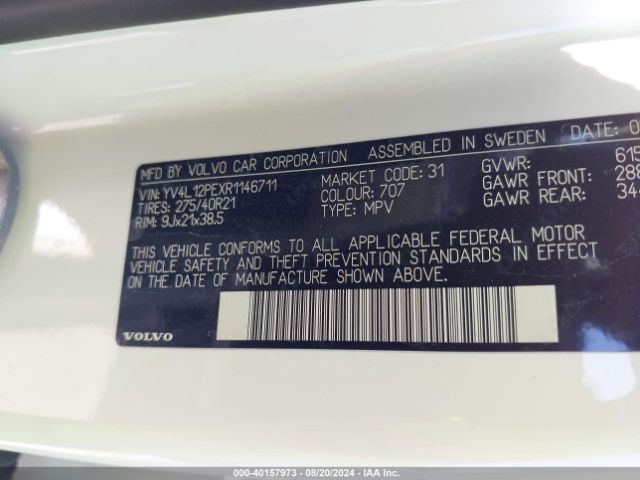 MFD BY VOLVO CAR CORPORATION ASSEMBLED IN SWEDEN DATE: 0
VIN: YV4L12PEXR1146711 MARKET CODE: 31 GVWR: 615
TIRES: 275/40R21 COLOUR: 707 GAWR FRONT: 288
RIM: 9Jx21x38.5 TYPE: MPV GAWR REAR: 344
THIS VEHICLE CONFORMS TO ALL APPLICABLE FEDERAL MOTOR
VEHICLE SAFETY AND THEFT PREVENTION STANDARDS IN EFFECT
ON THE DATE OF MANUFACTURE SHOWN ABOVE.
VOLVO
000-40157973 | 08/20/2024 | IAA Inc.